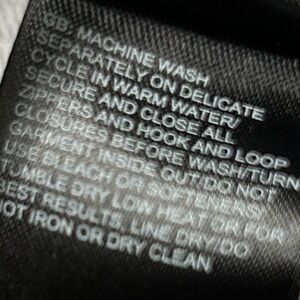 GB: MACHINE WASH
SEPARATELY ON DELICATE
CYCLE IN WARM WATER/
SECURE AND CLOSE ALL
ZIPPERS AND HOOK AND LOOP
CLOSURES BEFORE WASH/TURN
GARMENT INSIDE OUT/DO NOT
USE BLEACH OR SOFTENERS/
TUMBLE DRY LOW HEAT OR FOR
BEST RESULTS, LINE DRY/DO
NOT IRON OR DRY CLEAN